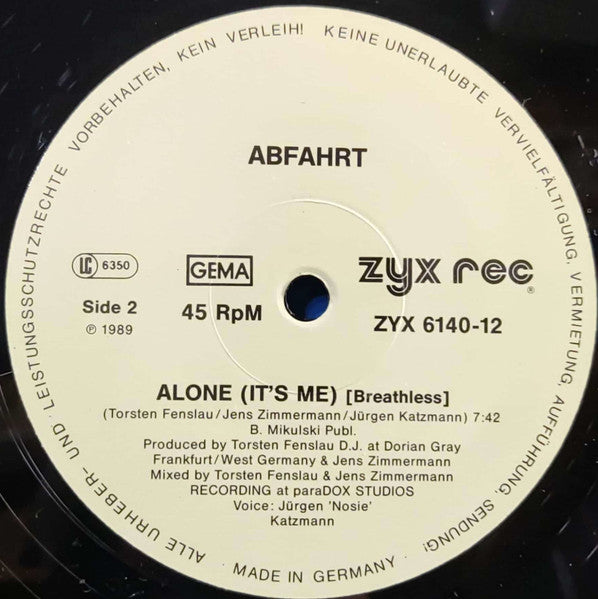 ALLE URHEBER- UND LEISTUNGSSCHUTZRECHTE VORBEHALTEN, KEIN VERLEIH! KEINE UNERLAUBTE VERVIELFÄLTIGUNG, VERMIETUNG, AUFFÜHRUNG, SENDUNG!
ABFAHRT
LC 6350
GEMA
zyx rec®
Side 2
45 RpM
ZYX 6140-12
℗ 1989
ALONE (IT'S ME) [Breathless]
(Torsten Fenslau/Jens Zimmermann/Jürgen Katzmann) 7:42
B. Mikulski Publ.
Produced by Torsten Fenslau D.J. at Dorian Gray
Frankfurt/West Germany & Jens Zimmermann
Mixed by Torsten Fenslau & Jens Zimmermann
RECORDING at paraDOX STUDIOS
Voice: Jürgen 'Nosie'
Katzmann
MADE IN GERMANY